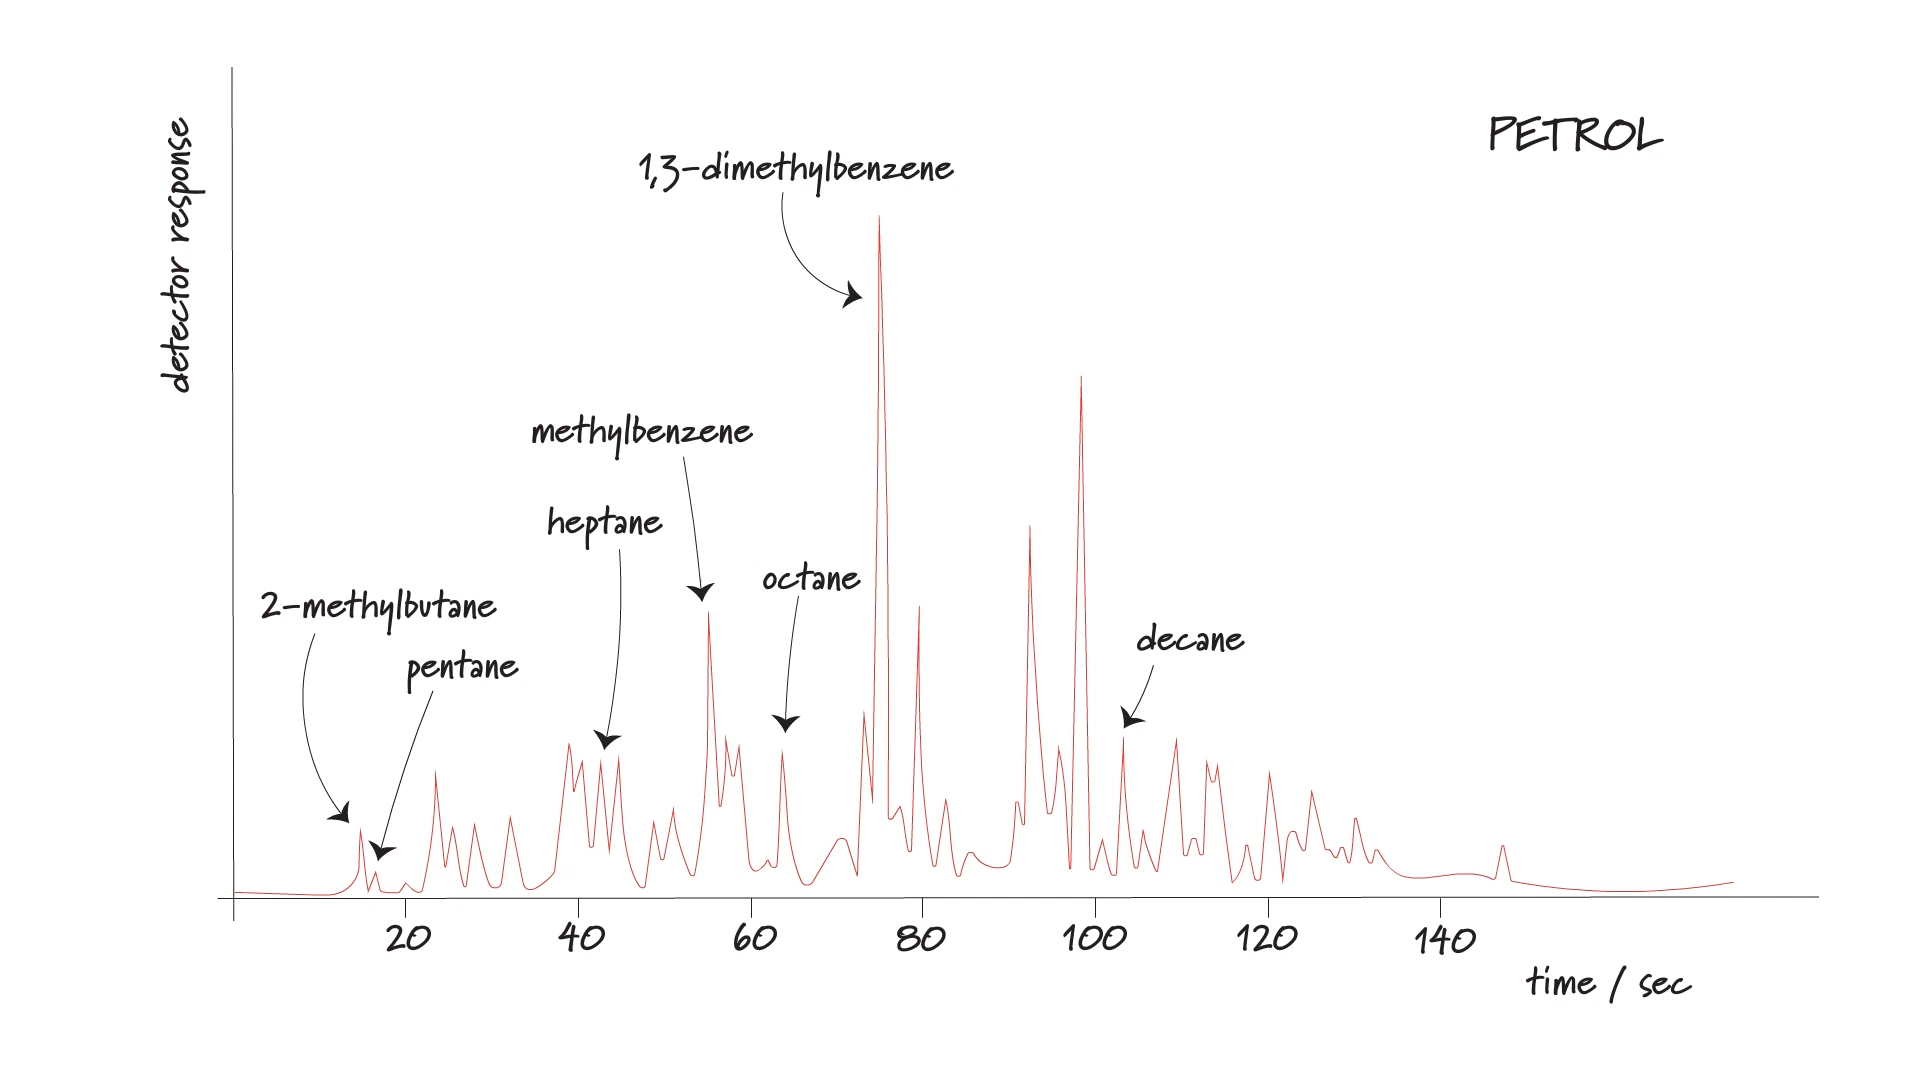 PETROL
detector response
1,3-dimethylbenzene
methylbenzene
heptane
octane
2-methylbutane
decane
pentane
20 40 60 80 100 120 140
time / sec